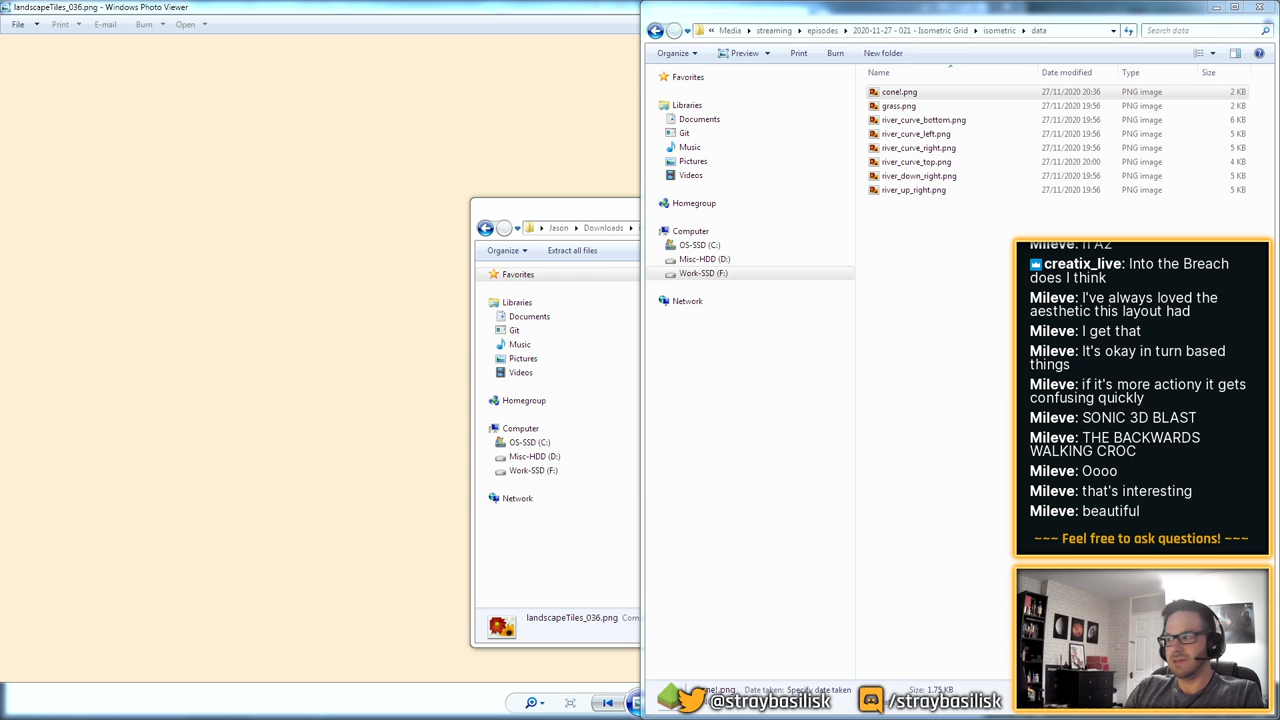 landscapeTiles_036.png - Windows Photo Viewer
File Print E-mail Burn Open
« Media streaming episodes 2020-11-27 - 021 - Isometric Grid isometric data
Search data
Organize Preview Print Burn New folder
Favorites
Libraries
Documents
Git
Music
Pictures
Videos
Homegroup
Computer
OS-SSD (C:)
Misc-HDD (D:)
Work-SSD (F:)
Network
Name Date modified Type Size
cone!.png 27/11/2020 20:36 PNG image 2 KB
grass.png 27/11/2020 19:56 PNG image 2 KB
river_curve_bottom.png 27/11/2020 19:56 PNG image 6 KB
river_curve_left.png 27/11/2020 19:56 PNG image 5 KB
river_curve_right.png 27/11/2020 19:56 PNG image 5 KB
river_curve_top.png 27/11/2020 20:00 PNG image 4 KB
river_down_right.png 27/11/2020 19:56 PNG image 5 KB
river_up_right.png 27/11/2020 19:56 PNG image 5 KB
Jason Downloads
Organize Extract all files
Favorites
Libraries
Documents
Git
Music
Pictures
Videos
Homegroup
Computer
OS-SSD (C:)
Misc-HDD (D:)
Work-SSD (F:)
Network
landscapeTiles_036.png
creatix_live: Into the Breach
does I think
Mileve: I've always loved the
aesthetic this layout had
Mileve: I get that
Mileve: It's okay in turn based
things
Mileve: if it's more actiony it gets
confusing quickly
Mileve: SONIC 3D BLAST
Mileve: THE BACKWARDS
WALKING CROC
Mileve: Oooo
Mileve: that's interesting
Mileve: beautiful
~~~ Feel free to ask questions! ~~~
Date taken: Specify date taken Size: 1.75 KB
@straybasilisk /straybasilisk